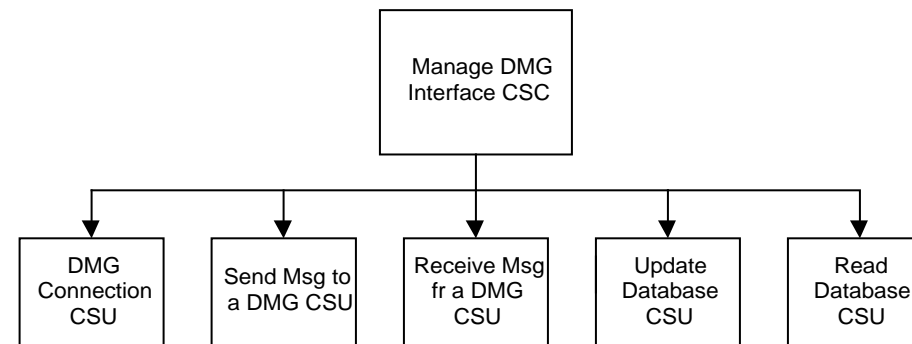 Manage DMG
Interface CSC
DMG
Connection
CSU
Send Msg to
a DMG CSU
Receive Msg
fr a DMG
CSU
Update
Database
CSU
Read
Database
CSU